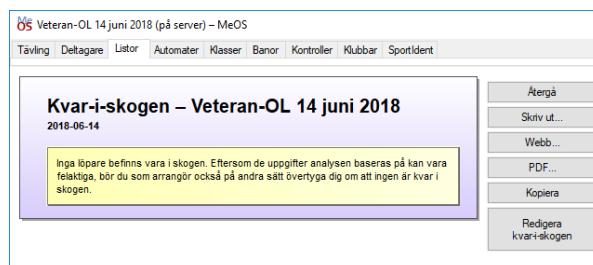 MeOS Veteran-OL 14 juni 2018 (på server) – MeOS
Tävling Deltagare Listor Automater Klasser Banor Kontroller Klubbar SportIdent
Kvar-i-skogen – Veteran-OL 14 juni 2018
2018-06-14
Inga löpare befinns vara i skogen. Eftersom de uppgifter analysen baseras på kan vara
felaktiga, bör du som arrangör också på andra sätt övertyga dig om att ingen är kvar i
skogen.
Återgå
Skriv ut...
Webb...
PDF...
Kopiera
Redigera
kvar-i-skogen